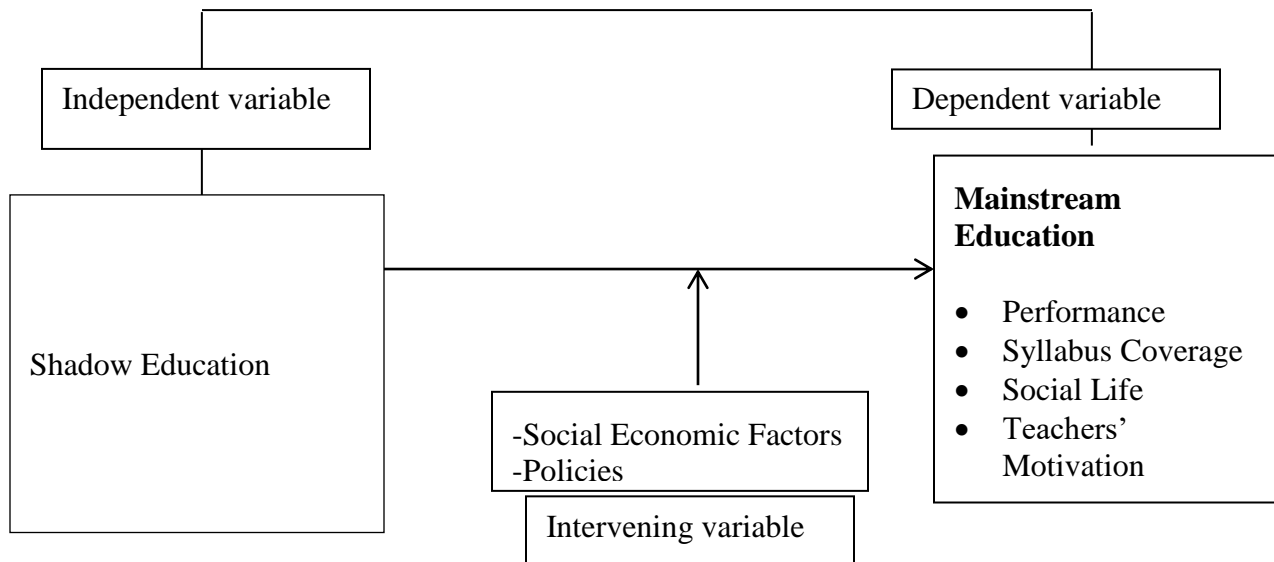 Independent variable
Dependent variable
Shadow Education
Mainstream
Education
• Performance
• Syllabus Coverage
• Social Life
• Teachers’
Motivation
-Social Economic Factors
-Policies
Intervening variable